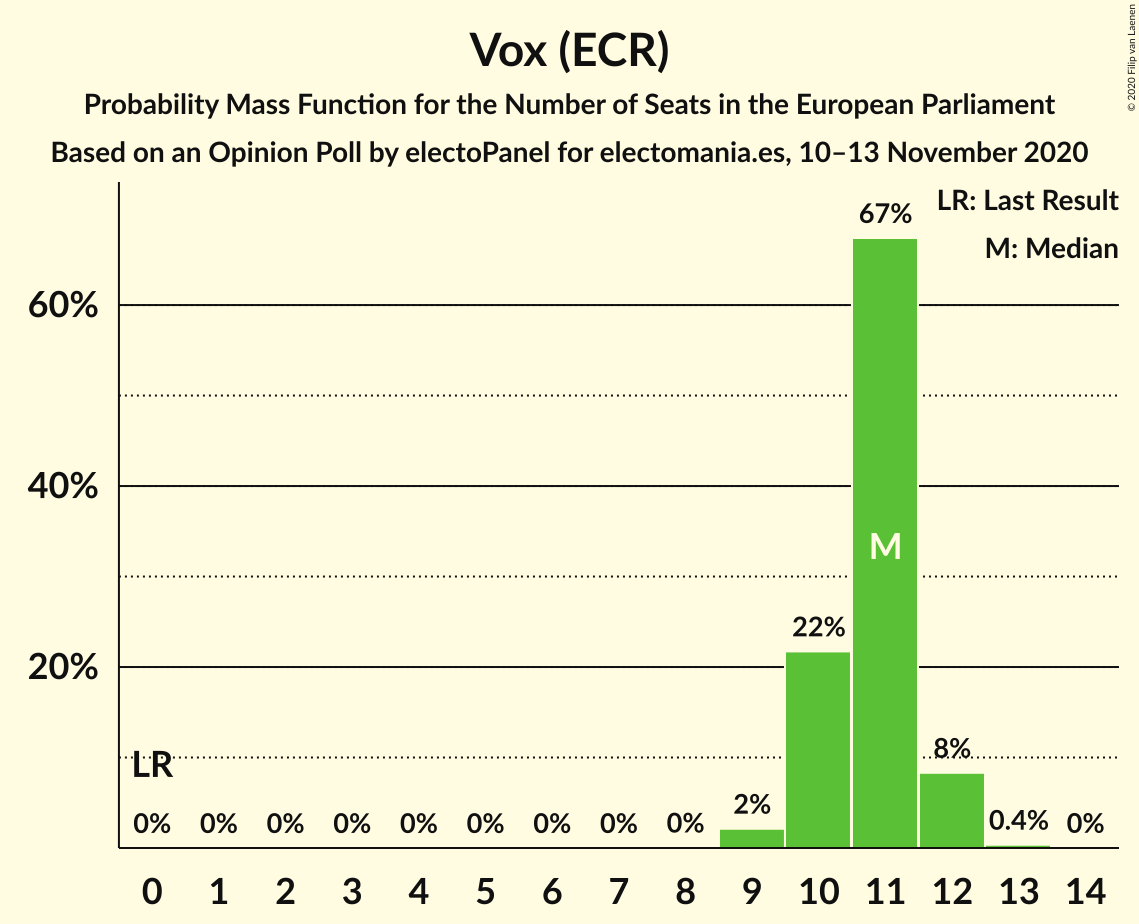 Vox (ECR)
Probability Mass Function for the Number of Seats in the European Parliament
Based on an Opinion Poll by electoPanel for electomania.es, 10–13 November 2020
© 2020 Filip van Laenen
LR: Last Result
M: Median
67%
60%
40%
M
22%
20%
LR
8%
2%
0% 0% 0% 0% 0% 0% 0% 0% 0% 0.4% 0%
0 1 2 3 4 5 6 7 8 9 10 11 12 13 14